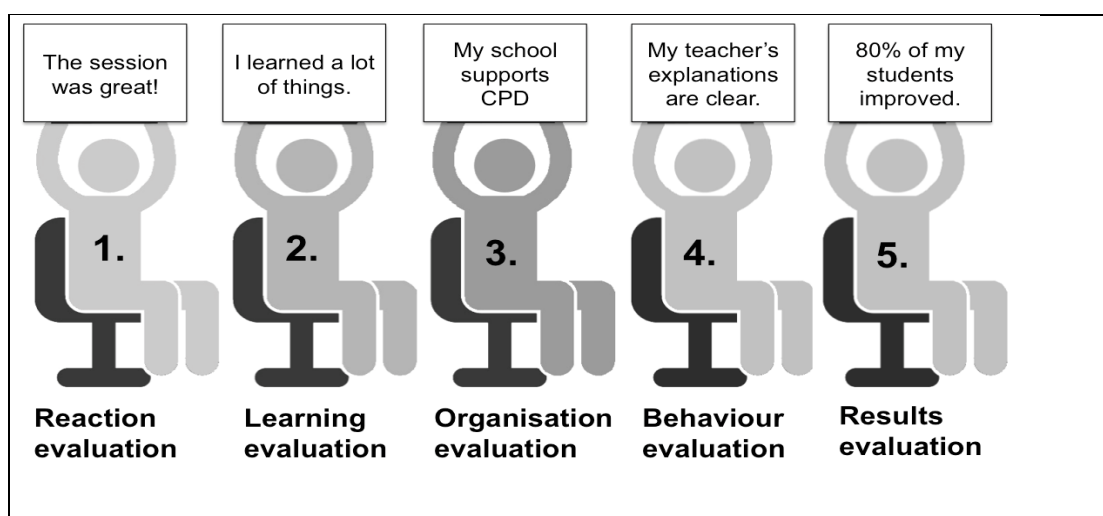 The session
was great!
I learned a lot
of things.
My school
supports
CPD
My teacher’s
explanations
are clear.
80% of my
students
improved.
1.
2.
3.
4.
5.
Reaction
evaluation
Learning
evaluation
Organisation
evaluation
Behaviour
evaluation
Results
evaluation